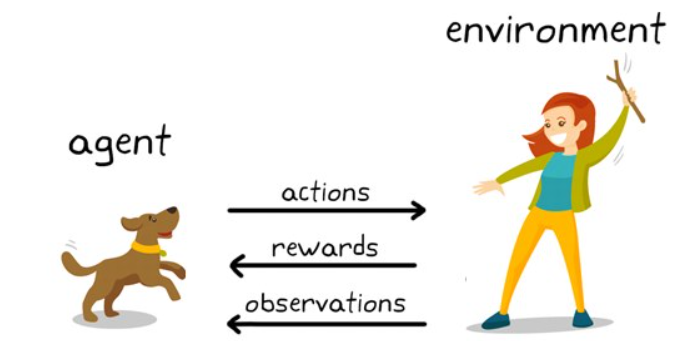 environment
agent
actions
rewards
observations